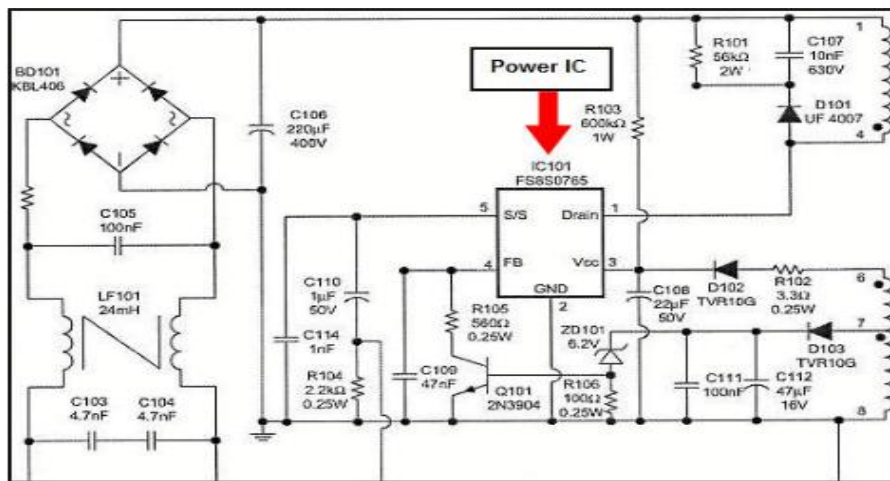 BD101
KBL406
C106
220μF
400V
C105
100nF
LF101
24mH
C103
4.7nF
C104
4.7nF
Power IC
R103
600kΩ
1W
R101
56kΩ
2W
C107
10nF
630V
D101
UF 4007
1
4
IC101
FS8S0765
5
S/S
Drain
1
4
FB
Vcc
3
GND
2
C110
1μF
50V
C114
1nF
R104
2.2kΩ
0.25W
R105
560Ω
0.25W
C109
47nF
Q101
2N3904
C108
22μF
50V
ZD101
6.2V
R106
100Ω
0.25W
D102
TVR10G
R102
3.3Ω
0.25W
D103
TVR10G
C111
100nF
C112
47μF
16V
6
7
8